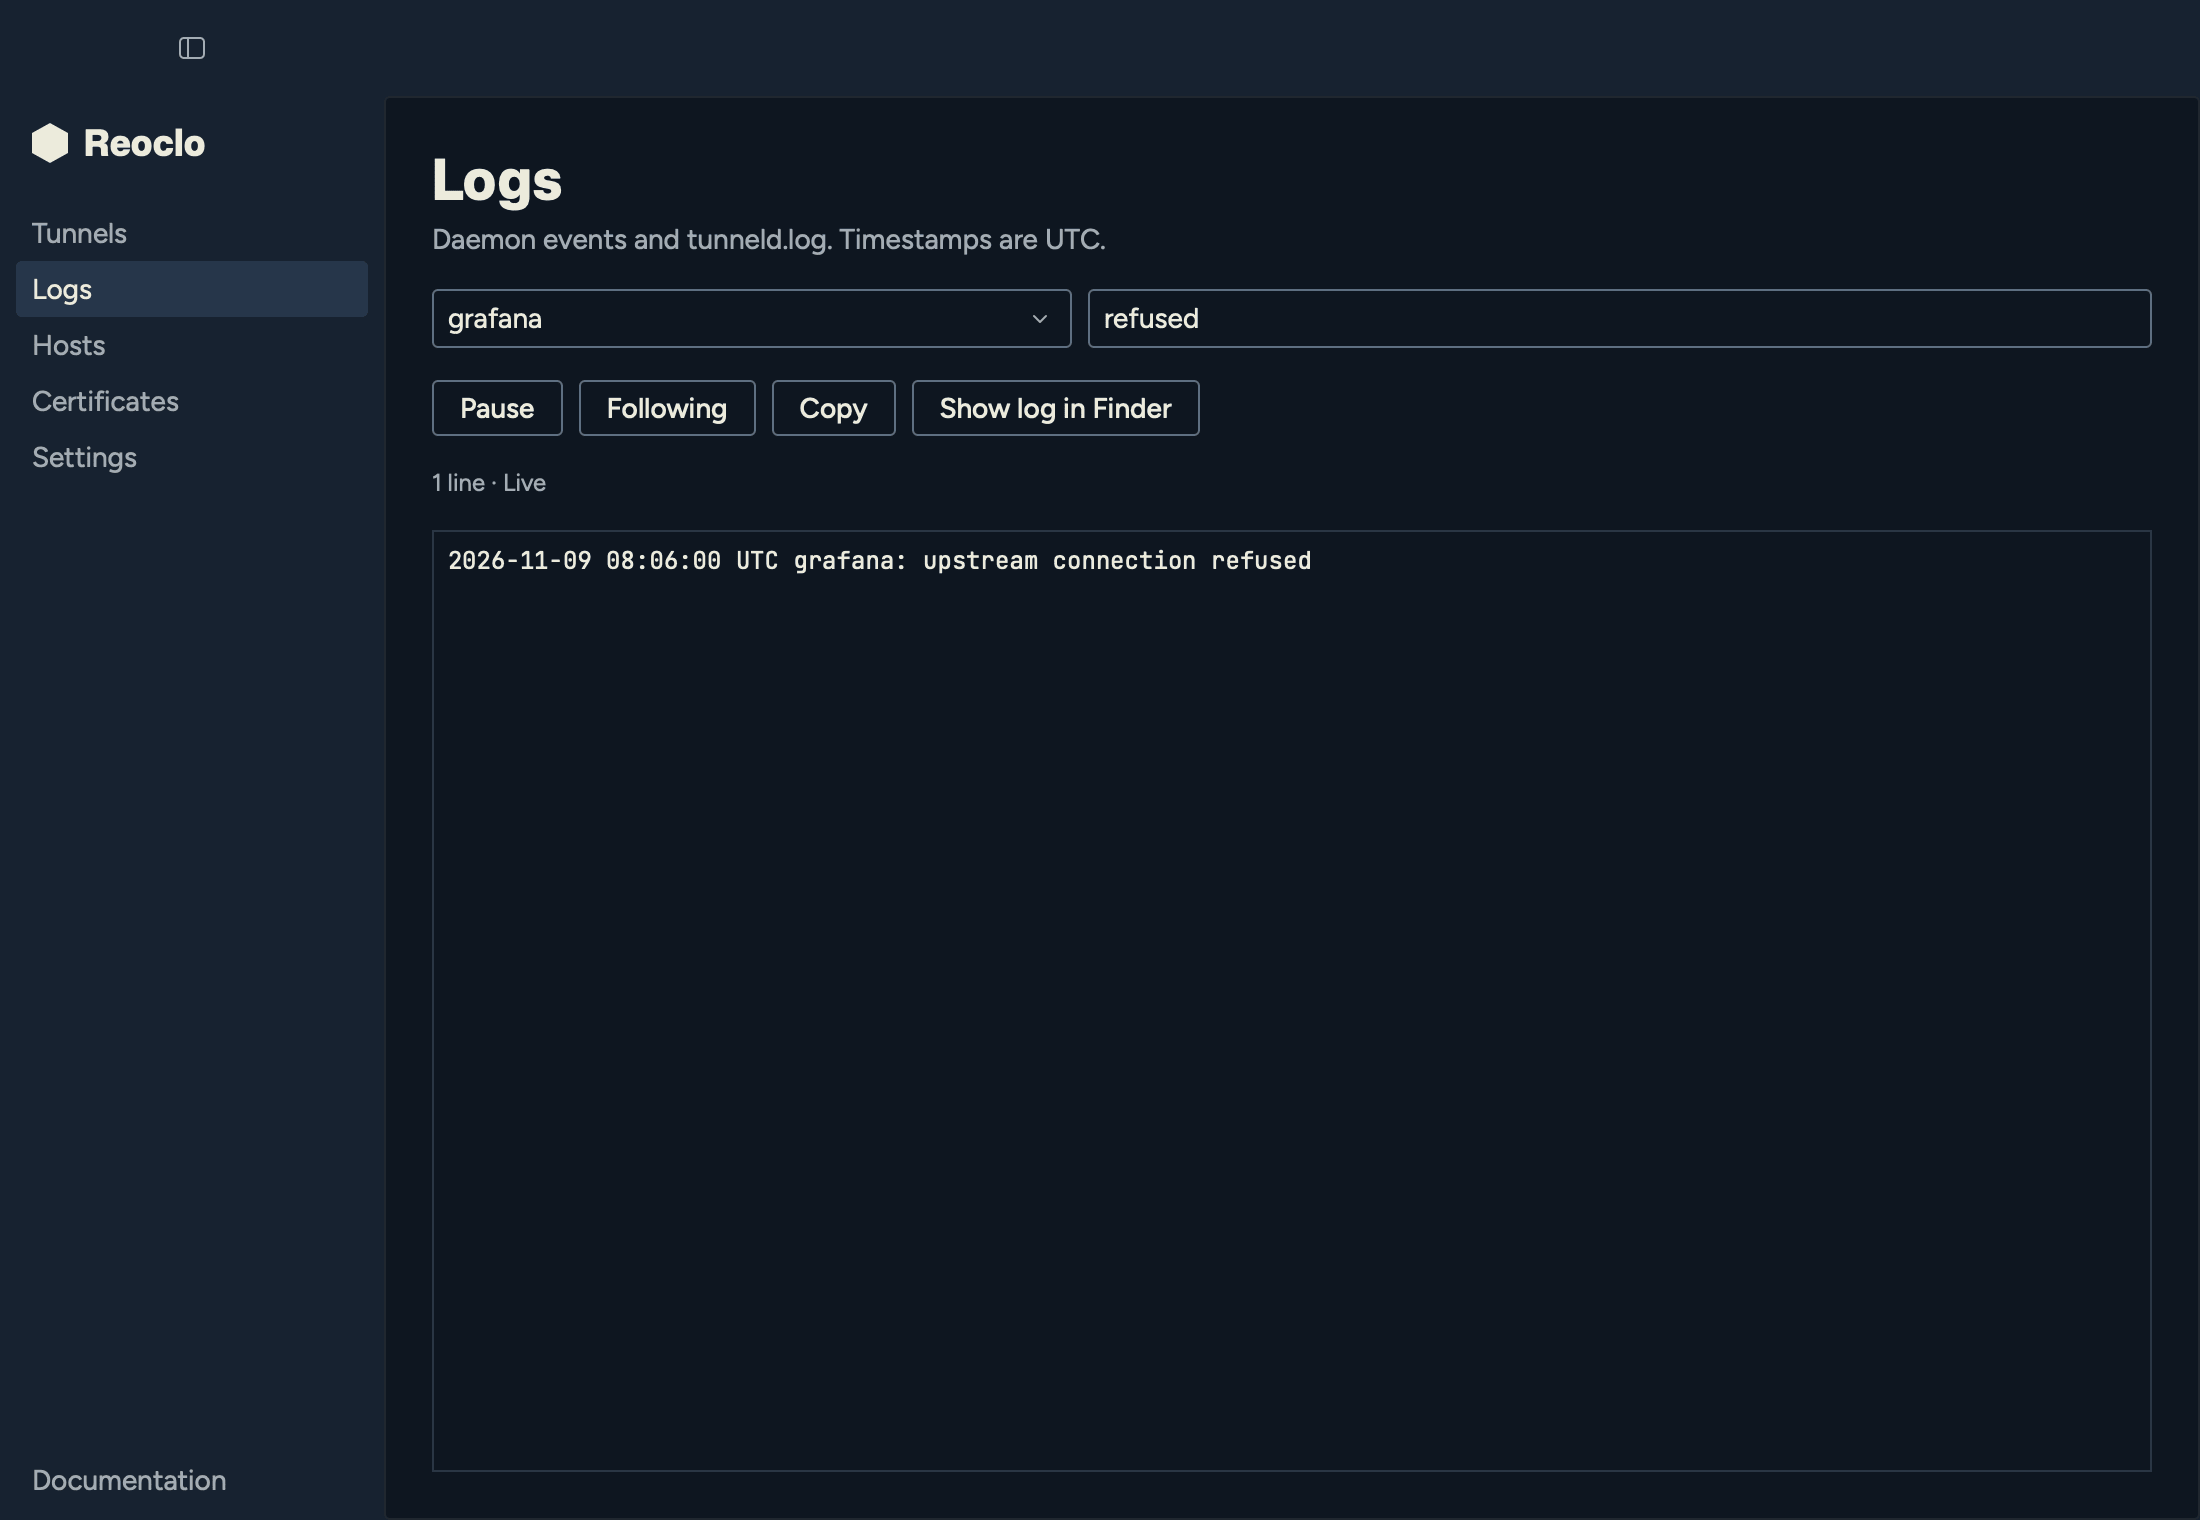 Reoclo
Tunnels
Logs
Hosts
Certificates
Settings
Documentation
Logs
Daemon events and tunneld.log. Timestamps are UTC.
grafana
refused
Pause
Following
Copy
Show log in Finder
1 line · Live
2026-11-09 08:06:00 UTC grafana: upstream connection refused